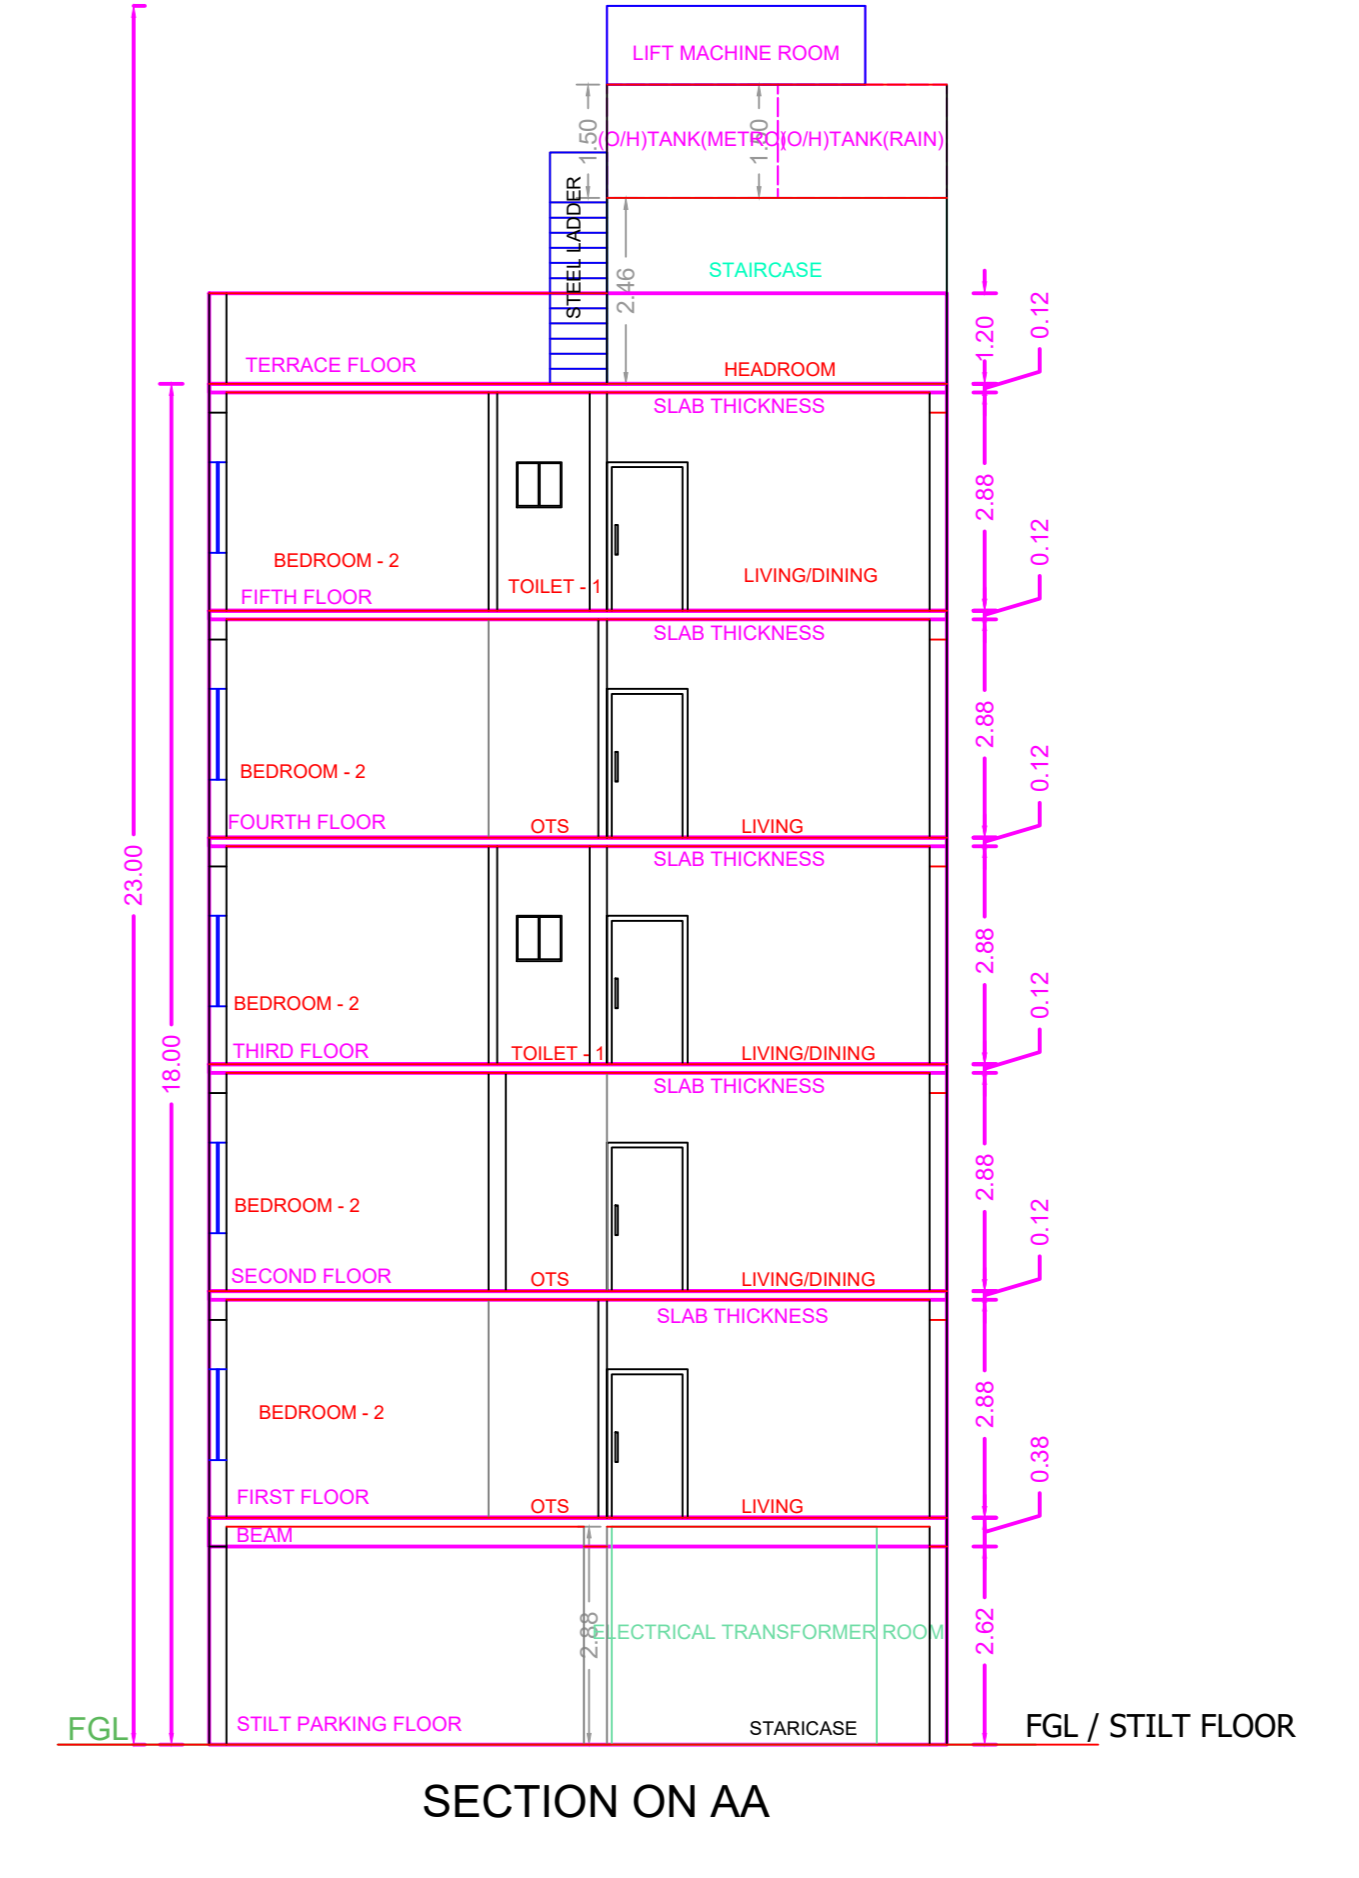 LIFT MACHINE ROOM
1.50
(O/H)TANK(METRO)
1.50
(O/H)TANK(RAIN)
STEEL LADDER
2.46
STAIRCASE
1.20
0.12
TERRACE FLOOR
HEADROOM
SLAB THICKNESS
2.88
0.12
BEDROOM - 2
TOILET - 1
LIVING/DINING
FIFTH FLOOR
SLAB THICKNESS
2.88
0.12
BEDROOM - 2
FOURTH FLOOR
OTS
LIVING
SLAB THICKNESS
23.00
2.88
0.12
BEDROOM - 2
THIRD FLOOR
TOILET - 1
LIVING/DINING
18.00
SLAB THICKNESS
2.88
0.12
BEDROOM - 2
SECOND FLOOR
OTS
LIVING/DINING
SLAB THICKNESS
2.88
0.38
BEDROOM - 2
FIRST FLOOR
OTS
LIVING
BEAM
2.88
ELECTRICAL TRANSFORMER ROOM
2.62
STILT PARKING FLOOR
STARICASE
FGL
FGL / STILT FLOOR
SECTION ON AA